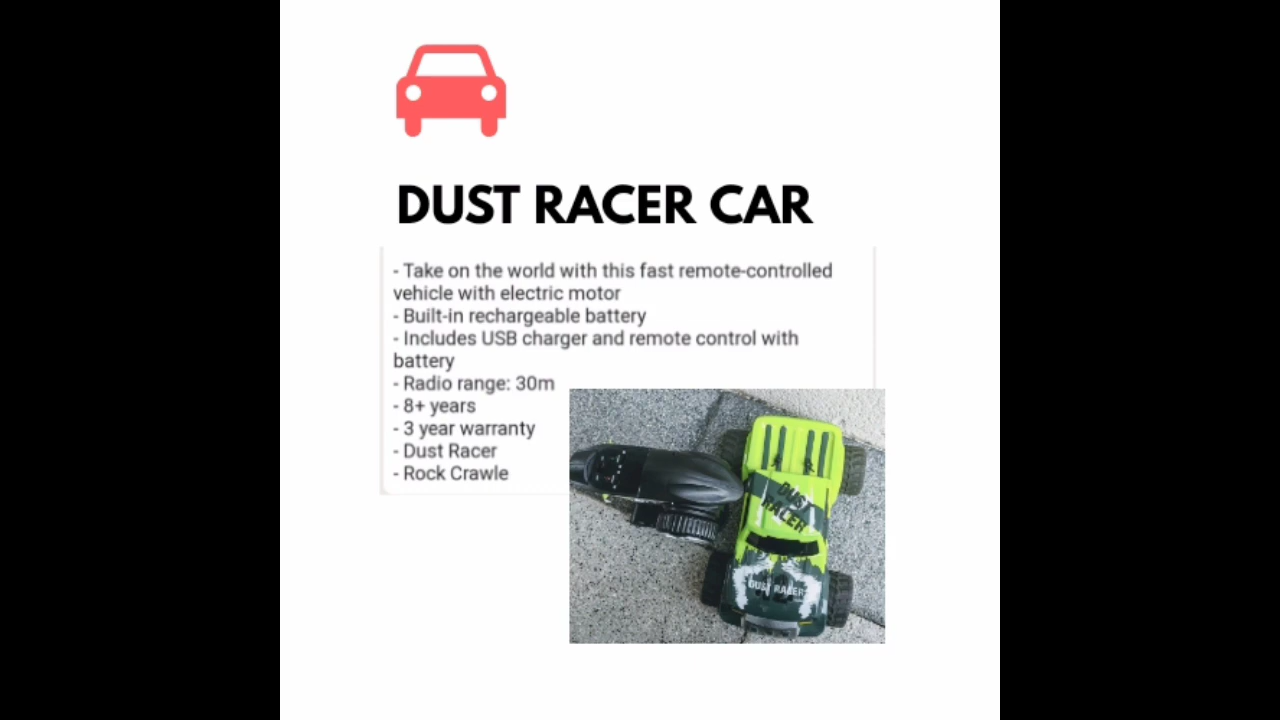 DUST RACER CAR
- Take on the world with this fast remote-controlled
vehicle with electric motor
- Built-in rechargeable battery
- Includes USB charger and remote control with
battery
- Radio range: 30m
- 8+ years
- 3 year warranty
- Dust Racer
- Rock Crawle
DUST
RACER
DUST RACER